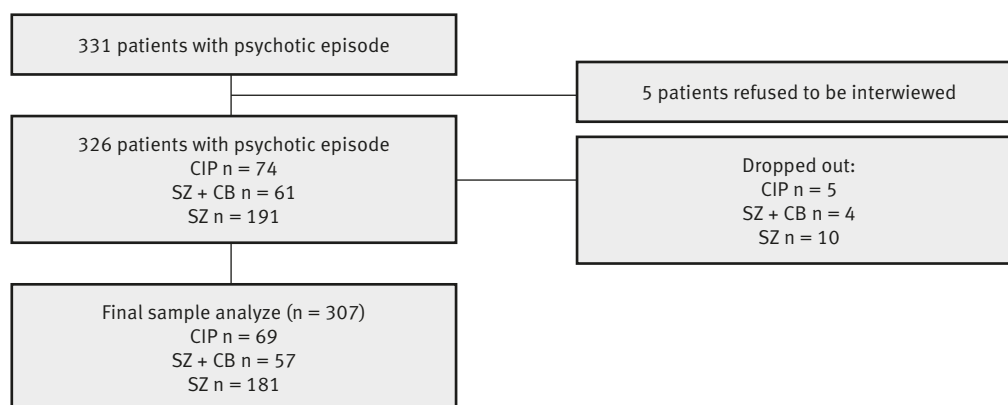 331 patients with psychotic episode
5 patients refused to be interwiewed
326 patients with psychotic episode
CIP n = 74
SZ + CB n = 61
SZ n = 191
Dropped out:
CIP n = 5
SZ + CB n = 4
SZ n = 10
Final sample analyze (n = 307)
CIP n = 69
SZ + CB n = 57
SZ n = 181